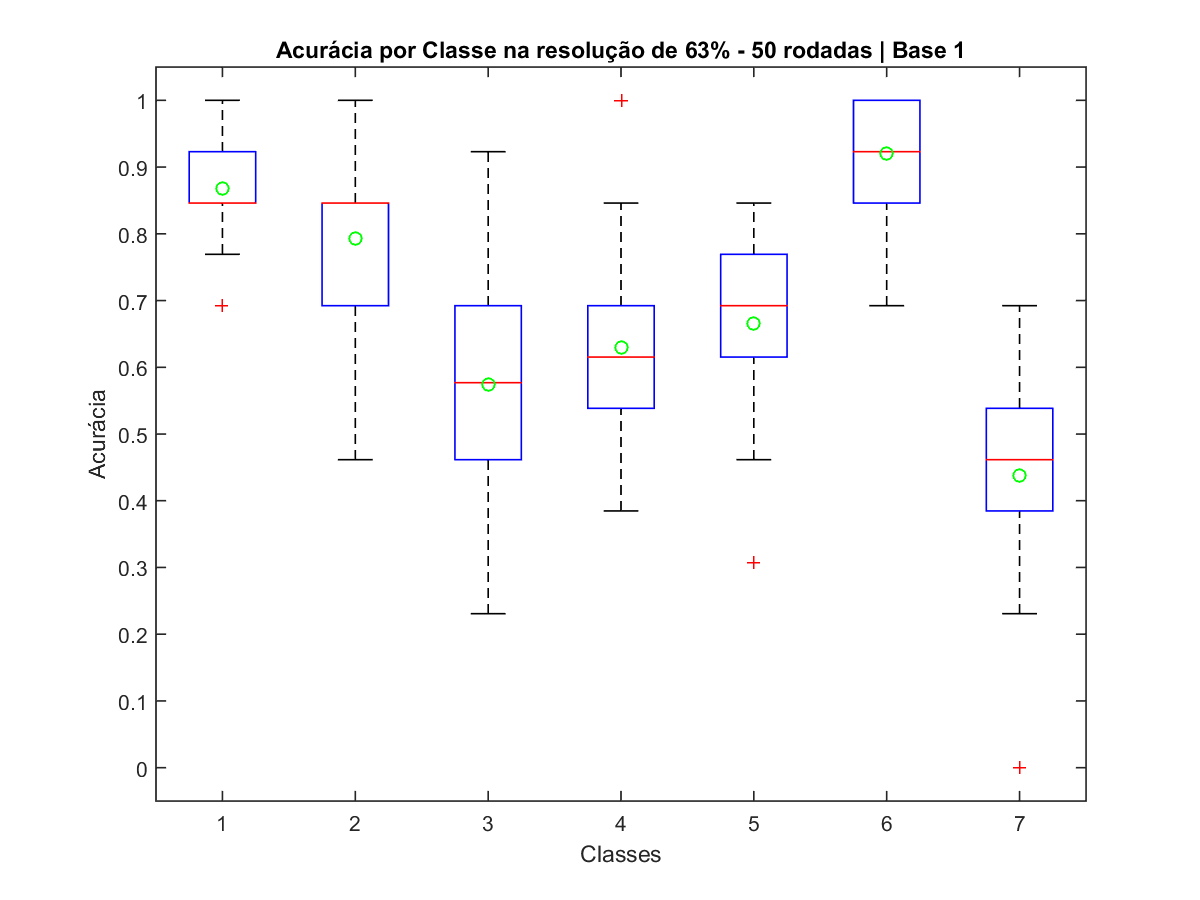 Acurácia por Classe na resolução de 63% - 50 rodadas | Base 1
1
0.9
0.8
0.7
0.6
0.5
0.4
0.3
0.2
0.1
0
Acurácia
1 2 3 4 5 6 7
Classes